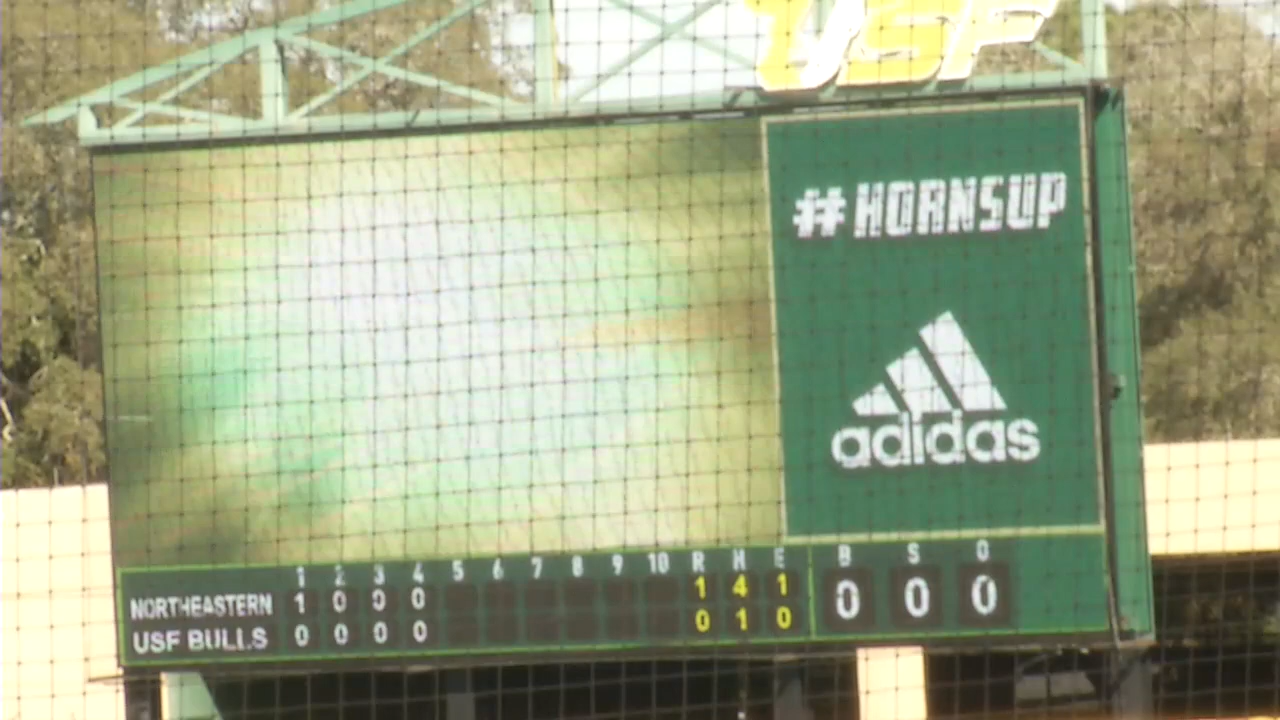 USF
#HORNSUP
adidas
1 2 3 4 5 6 7 8 9 10 R H E B S O
NORTHEASTERN 1 0 0 0 1 4 1 0 0 0
USF BULLS 0 0 0 0 0 1 0